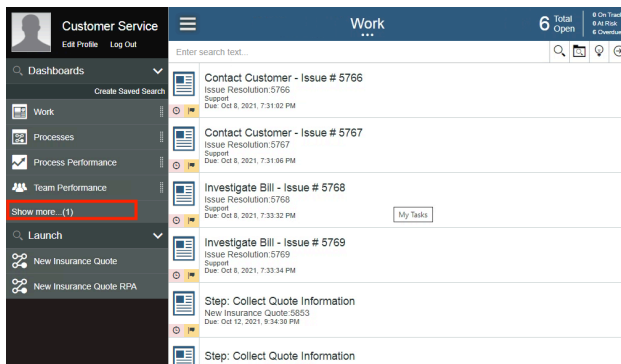 Customer Service
Edit Profile Log Out
Dashboards
Create Saved Search
Work
Processes
Process Performance
Team Performance
Show more...(1)
Launch
New Insurance Quote
New Insurance Quote RPA
Work
6 Total Open
0 On Track
0 At Risk
6 Overdue
Enter search text...
Contact Customer - Issue # 5766
Issue Resolution:5766
Support
Due: Oct 8, 2021, 7:31:02 PM
Contact Customer - Issue # 5767
Issue Resolution:5767
Support
Due: Oct 8, 2021, 7:31:06 PM
Investigate Bill - Issue # 5768
Issue Resolution:5768
Support
Due: Oct 8, 2021, 7:33:32 PM
My Tasks
Investigate Bill - Issue # 5769
Issue Resolution:5769
Support
Due: Oct 8, 2021, 7:33:34 PM
Step: Collect Quote Information
New Insurance Quote:5853
Due: Oct 12, 2021, 9:34:30 PM
Step: Collect Quote Information